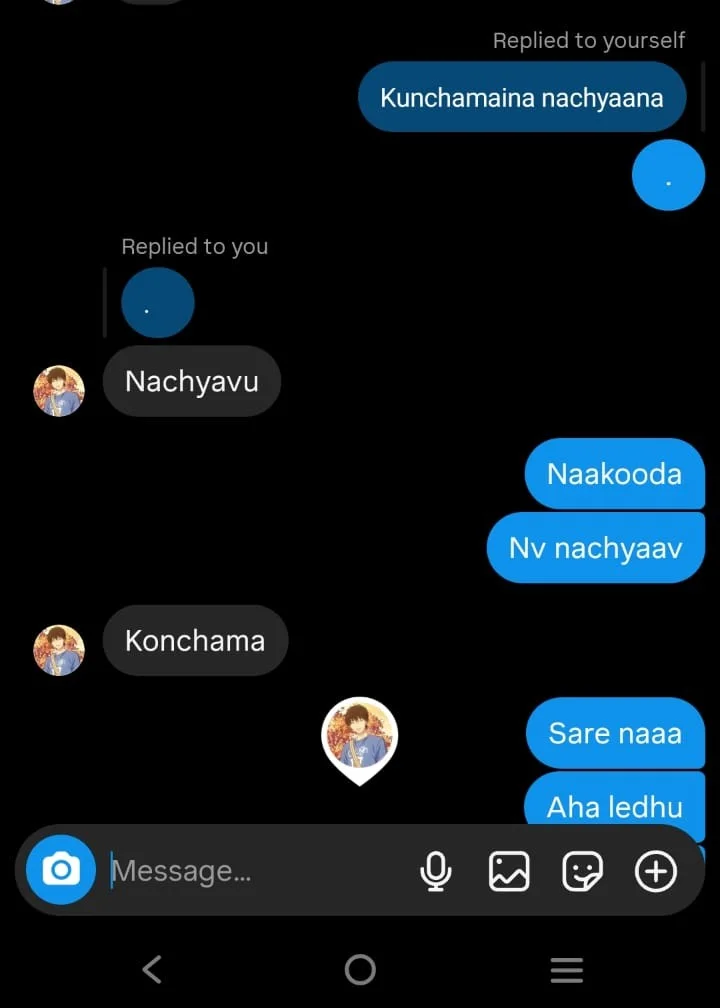 Replied to yourself
Kunchamaina nachyaana
.
Replied to you
.
Nachyavu
Naakooda
Nv nachyaav
Konchama
Sare naaa
Aha ledhu
Message...